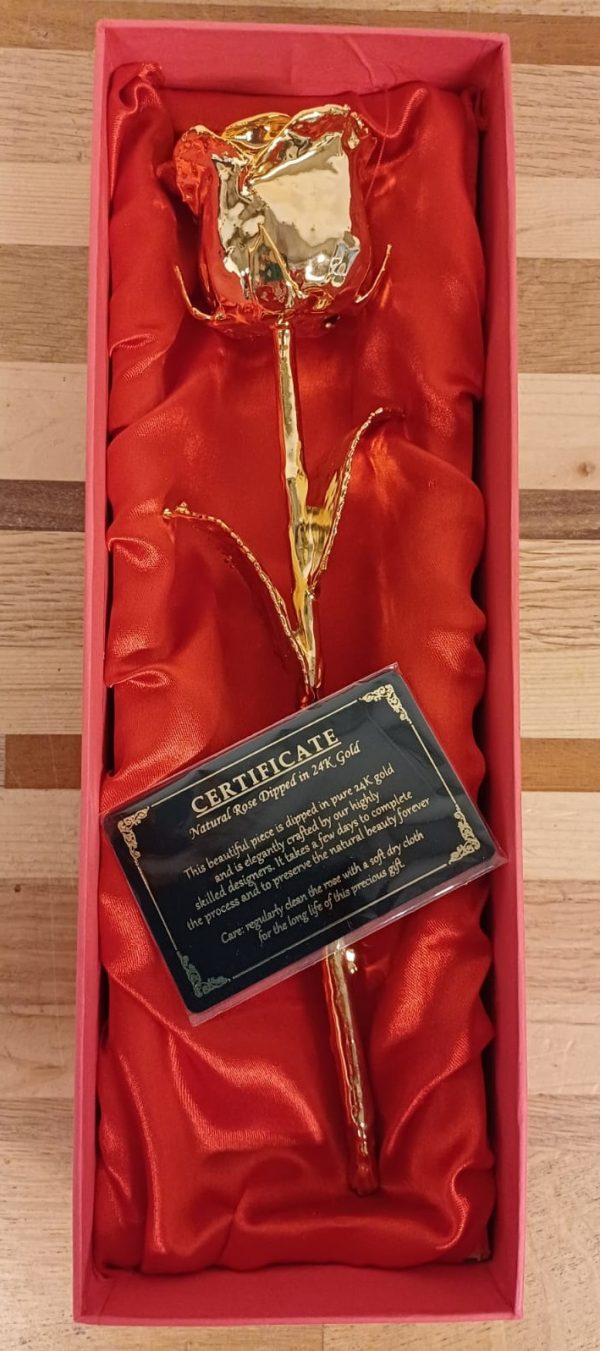 CERTIFICATE
Natural Rose Dipped in 24K Gold
This beautiful piece is dipped in pure 24K gold
and is elegantly crafted by our highly
skilled designers. It takes a few days to complete
the process and to preserve the natural beauty forever
Care: regularly clean the rose with a soft dry cloth
for the long life of this precious gift.